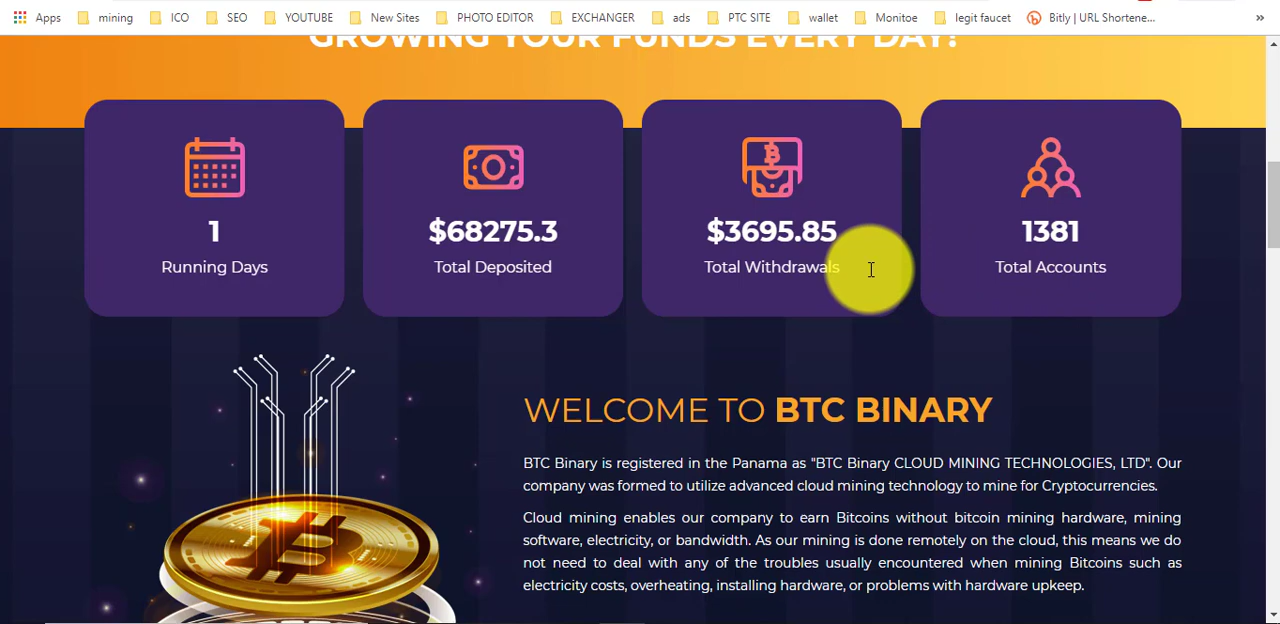 Apps mining ICO SEO YOUTUBE New Sites PHOTO EDITOR EXCHANGER ads PTC SITE wallet Monitoe legit faucet Bitly | URL Shortene... »
GROWING YOUR FUNDS EVERY DAY!
1 $68275.3 $3695.85 1381
Running Days Total Deposited Total Withdrawals Total Accounts
WELCOME TO BTC BINARY
BTC Binary is registered in the Panama as "BTC Binary CLOUD MINING TECHNOLOGIES, LTD". Our
company was formed to utilize advanced cloud mining technology to mine for Cryptocurrencies.
Cloud mining enables our company to earn Bitcoins without bitcoin mining hardware, mining
software, electricity, or bandwidth. As our mining is done remotely on the cloud, this means we do
not need to deal with any of the troubles usually encountered when mining Bitcoins such as
electricity costs, overheating, installing hardware, or problems with hardware upkeep.